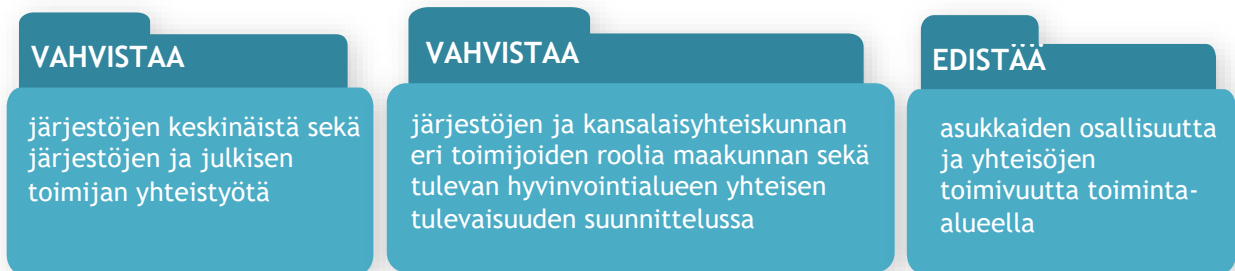 VAHVISTAA
järjestöjen keskinäistä sekä
järjestöjen ja julkisen
toimijan yhteistyötä
VAHVISTAA
järjestöjen ja kansalaisyhteiskunnan
eri toimijoiden roolia maakunnan sekä
tulevan hyvinvointialueen yhteisen
tulevaisuuden suunnittelussa
EDISTÄÄ
asukkaiden osallisuutta
ja yhteisöjen
toimivuutta toiminta-
alueella